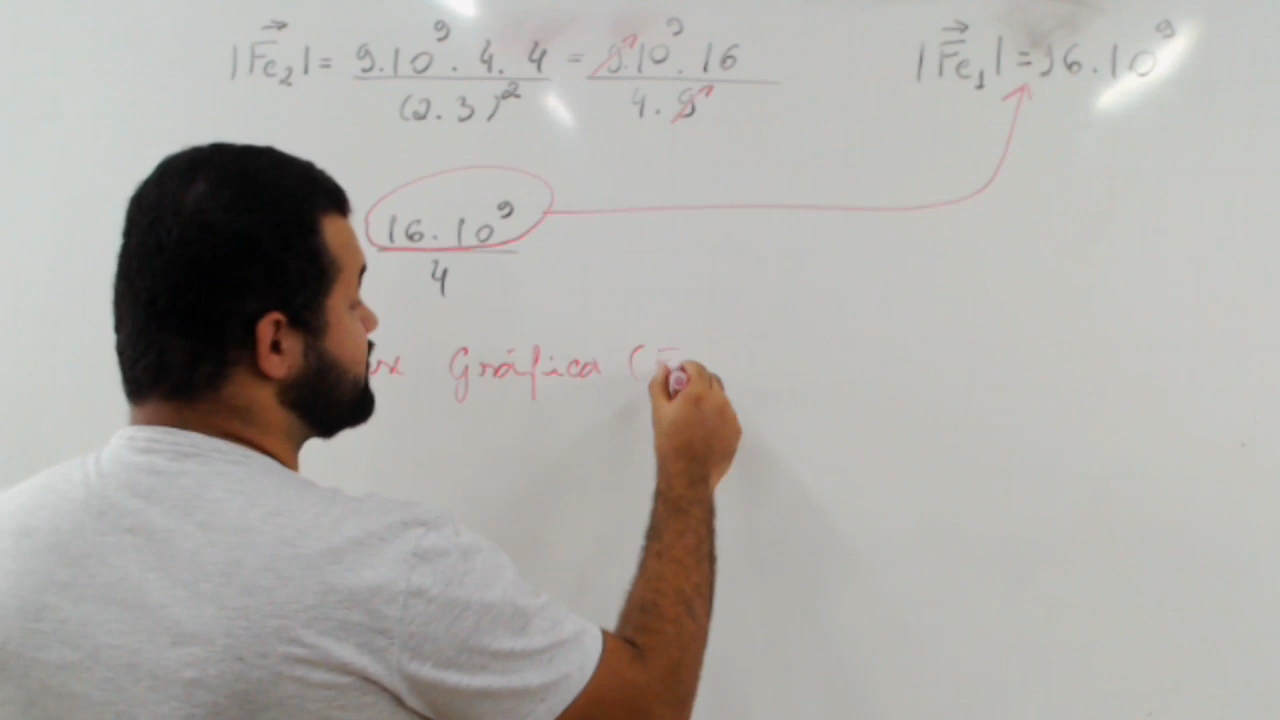 |Fe₂| = 9.10⁹. 4. 4 / (2.3)² = 9.10⁹. 16 / 4. 9
|Fe₁| = 16.10⁹
16.10⁹ / 4
Gráfica (F